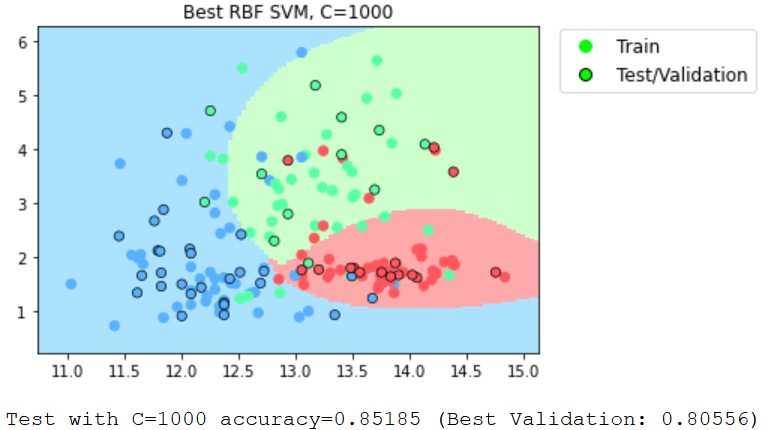 Best RBF SVM, C=1000
Train
Test/Validation
6
5
4
3
2
1
11.0 11.5 12.0 12.5 13.0 13.5 14.0 14.5 15.0
Test with C=1000 accuracy=0.85185 (Best Validation: 0.80556)